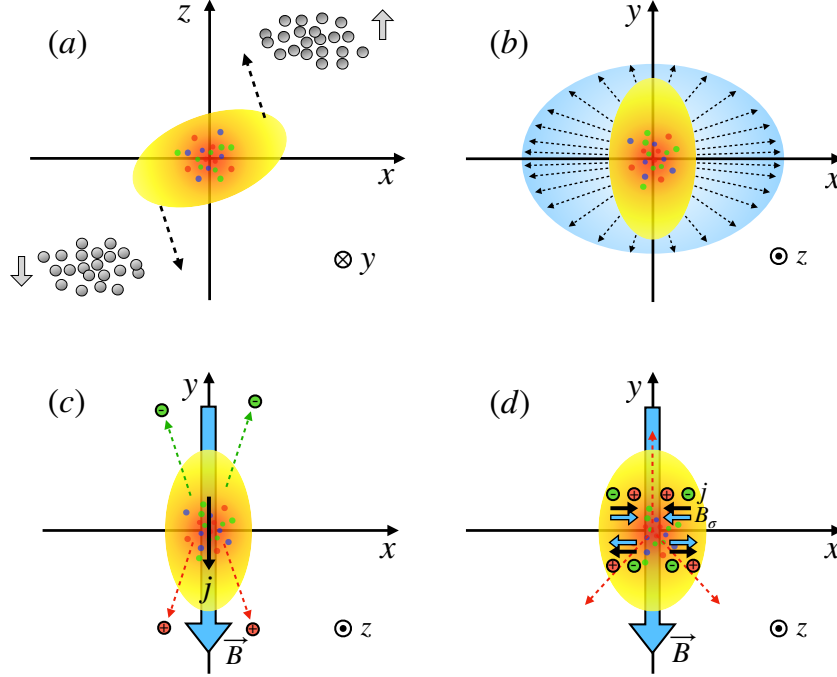 (a)
z
x
⊗ y
(b)
y
x
⊙ z
(c)
y
-
-
x
j
+
+
B⃗
⊙ z
(d)
y
- + + - j
B_σ
x
+ - - +
B⃗
⊙ z